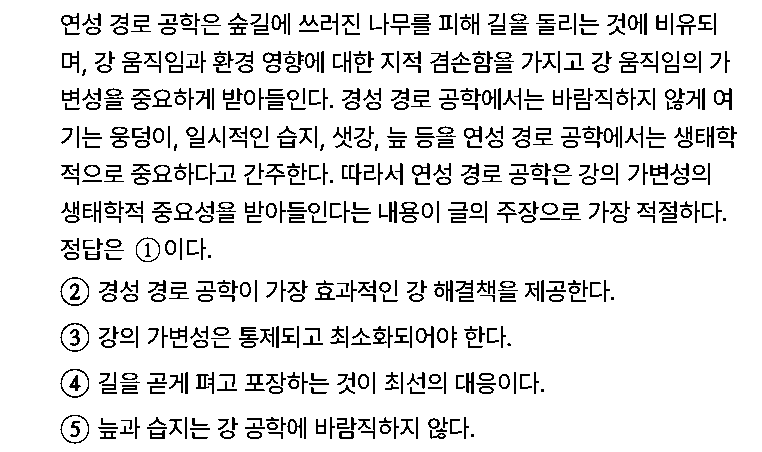 연성 경로 공학은 숲길에 쓰러진 나무를 피해 길을 돌리는 것에 비유되
며, 강 움직임과 환경 영향에 대한 지적 겸손함을 가지고 강 움직임의 가
변성을 중요하게 받아들인다. 경성 경로 공학에서는 바람직하지 않게 여
기는 웅덩이, 일시적인 습지, 샛강, 늪 등을 연성 경로 공학에서는 생태학
적으로 중요하다고 간주한다. 따라서 연성 경로 공학은 강의 가변성의
생태학적 중요성을 받아들인다는 내용이 글의 주장으로 가장 적절하다.
정답은 ①이다.
② 경성 경로 공학이 가장 효과적인 강 해결책을 제공한다.
③ 강의 가변성은 통제되고 최소화되어야 한다.
④ 길을 곧게 펴고 포장하는 것이 최선의 대응이다.
⑤ 늪과 습지는 강 공학에 바람직하지 않다.